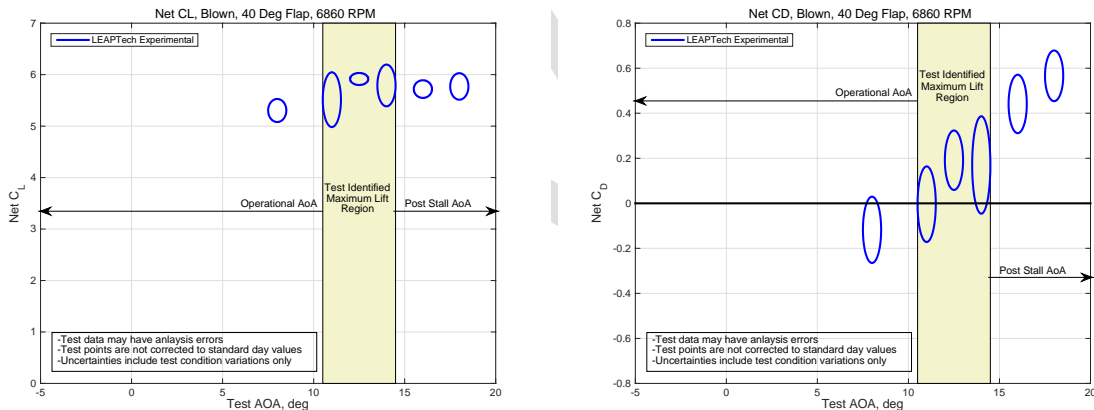 Net CL, Blown, 40 Deg Flap, 6860 RPM
LEAPTech Experimental
7
6
5
4
3
2
1
0
Net C_L
Test Identified
Maximum Lift
Region
Operational AoA
Post Stall AoA
-Test data may have anlaysis errors
-Test points are not corrected to standard day values
-Uncertainties include test condition variations only
-5 0 5 10 15 20
Test AOA, deg
Net CD, Blown, 40 Deg Flap, 6860 RPM
LEAPTech Experimental
0.8
0.6
0.4
0.2
0
-0.2
-0.4
-0.6
-0.8
Net C_D
Test Identified
Maximum Lift
Region
Operational AoA
Post Stall AoA
-Test data may have anlaysis errors
-Test points are not corrected to standard day values
-Uncertainties include test condition variations only
-5 0 5 10 15 20
Test AOA, deg